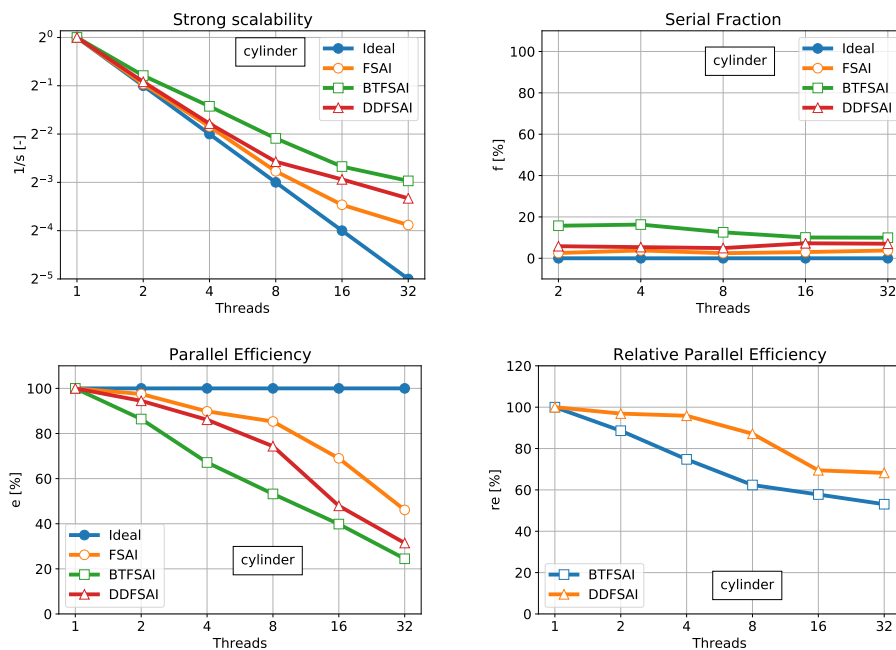 Strong scalability
2^0
2^-1
2^-2
2^-3
2^-4
2^-5
1/s [-]
cylinder
Ideal
FSAI
BTFSAI
DDFSAI
1 2 4 8 16 32
Threads
Serial Fraction
100
80
60
40
20
0
f [%]
cylinder
Ideal
FSAI
BTFSAI
DDFSAI
2 4 8 16 32
Threads
Parallel Efficiency
100
80
60
40
20
0
e [%]
Ideal
FSAI
BTFSAI
DDFSAI
cylinder
1 2 4 8 16 32
Threads
Relative Parallel Efficiency
120
100
80
60
40
20
0
re [%]
BTFSAI
DDFSAI
cylinder
1 2 4 8 16 32
Threads